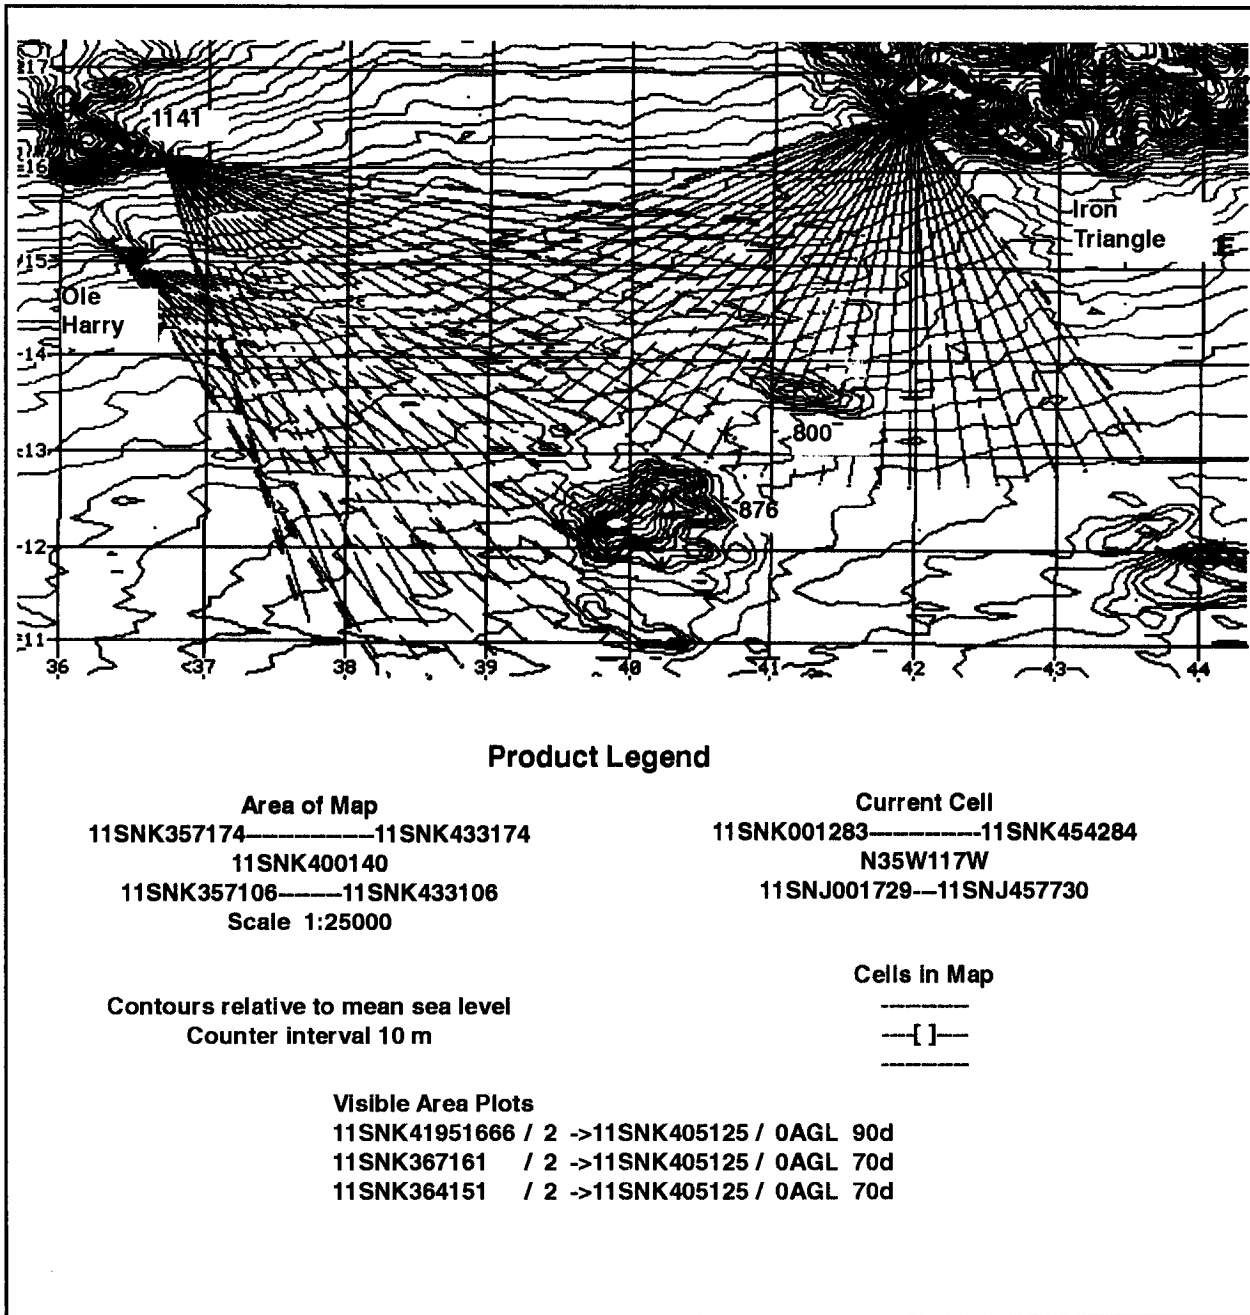 17
1141
16
Iron
Triangle
E
15
Ole
Harry
14
800
13
876
12
11
36 37 38 39 40 41 42 43 44
Product Legend
Area of Map
11SNK357174----------------11SNK433174
11SNK400140
11SNK357106--------11SNK433106
Scale 1:25000
Current Cell
11SNK001283--------------11SNK454284
N35W117W
11SNJ001729---11SNJ457730
Contours relative to mean sea level
Counter interval 10 m
Cells in Map
-----------
----[ ]----
-----------
Visible Area Plots
11SNK41951666 / 2 ->11SNK405125 / 0AGL 90d
11SNK367161 / 2 ->11SNK405125 / 0AGL 70d
11SNK364151 / 2 ->11SNK405125 / 0AGL 70d